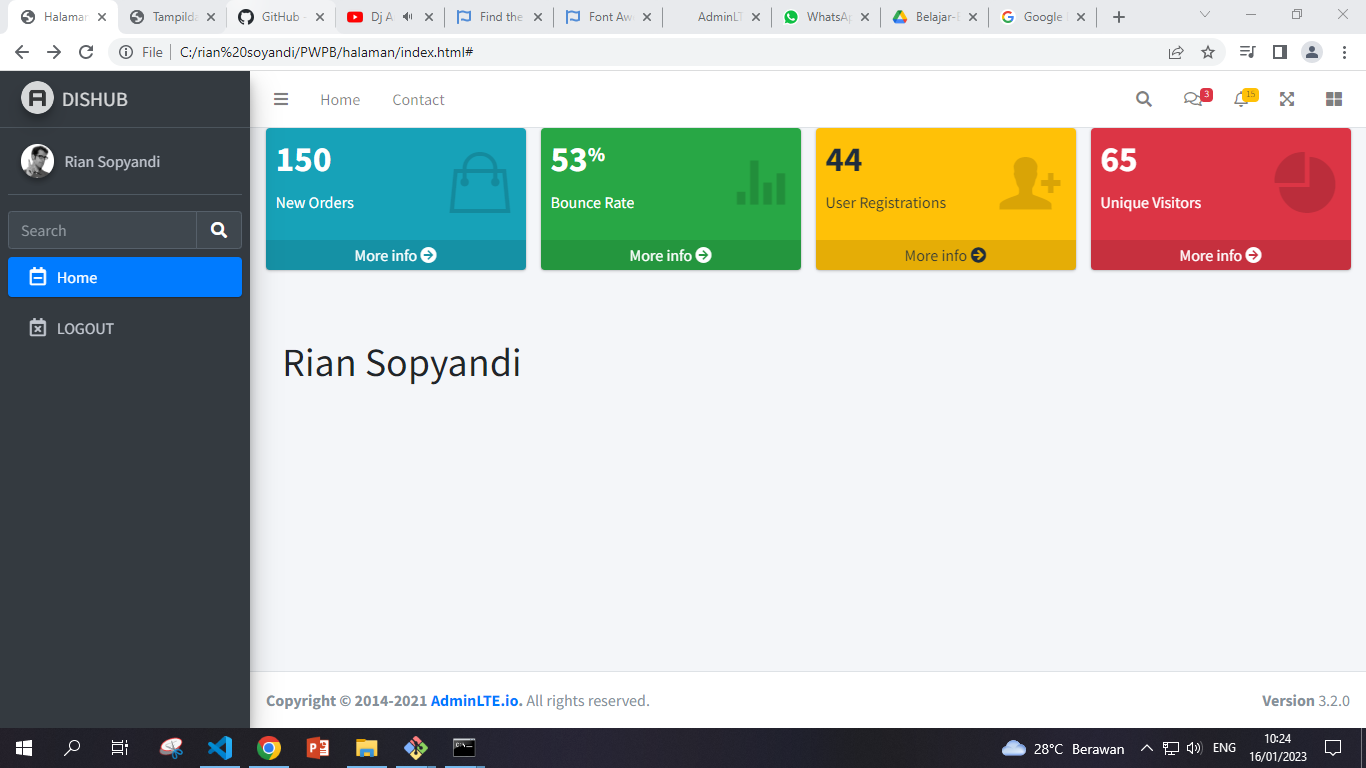 Halaman
Tampilda
GitHub -
Dj A
Find the
Font Aw
AdminLT
WhatsAp
Belajar-
Google
File
C:/rian%20soyandi/PWPB/halaman/index.html#
DISHUB
Home
Contact
3
15
Rian Sopyandi
Search
Home
LOGOUT
150
New Orders
More info
53%
Bounce Rate
More info
44
User Registrations
More info
65
Unique Visitors
More info
Rian Sopyandi
Copyright © 2014-2021 AdminLTE.io. All rights reserved.
Version 3.2.0
28°C Berawan
ENG
10:24
16/01/2023